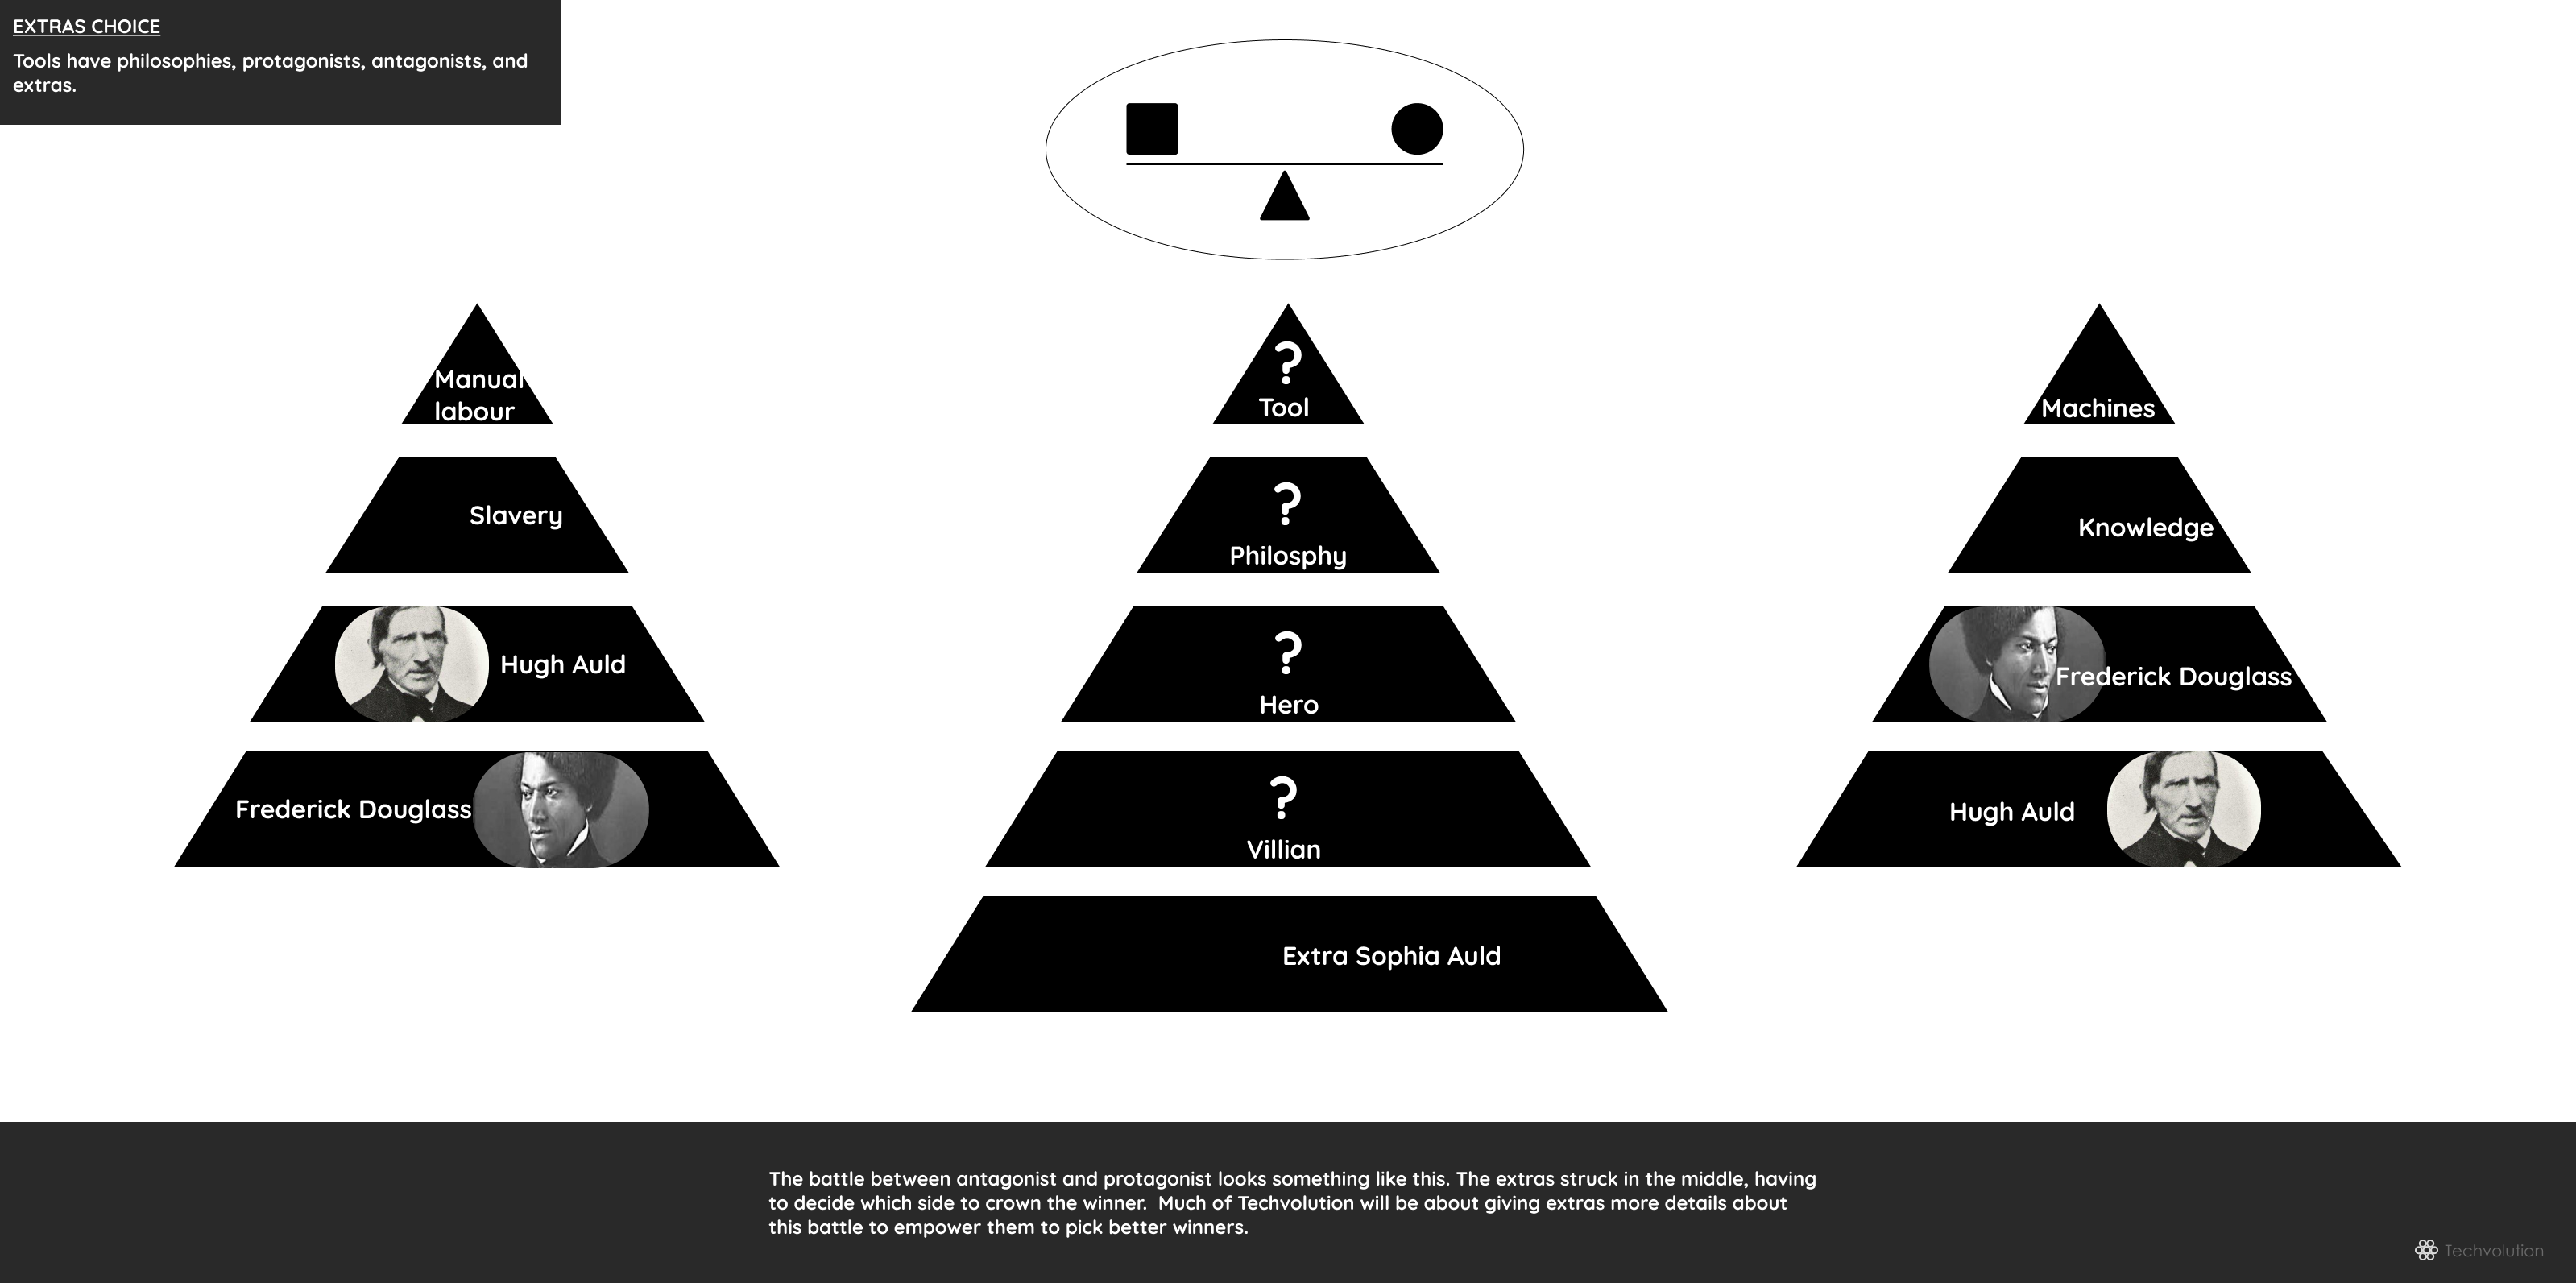 EXTRAS CHOICE
Tools have philosophies, protagonists, antagonists, and
extras.
Manual
labour
Slavery
Hugh Auld
Frederick Douglass
?
Tool
?
Philosphy
?
Hero
?
Villian
Extra Sophia Auld
Machines
Knowledge
Frederick Douglass
Hugh Auld
The battle between antagonist and protagonist looks something like this. The extras struck in the middle, having
to decide which side to crown the winner.  Much of Techvolution will be about giving extras more details about
this battle to empower them to pick better winners.
Techvolution